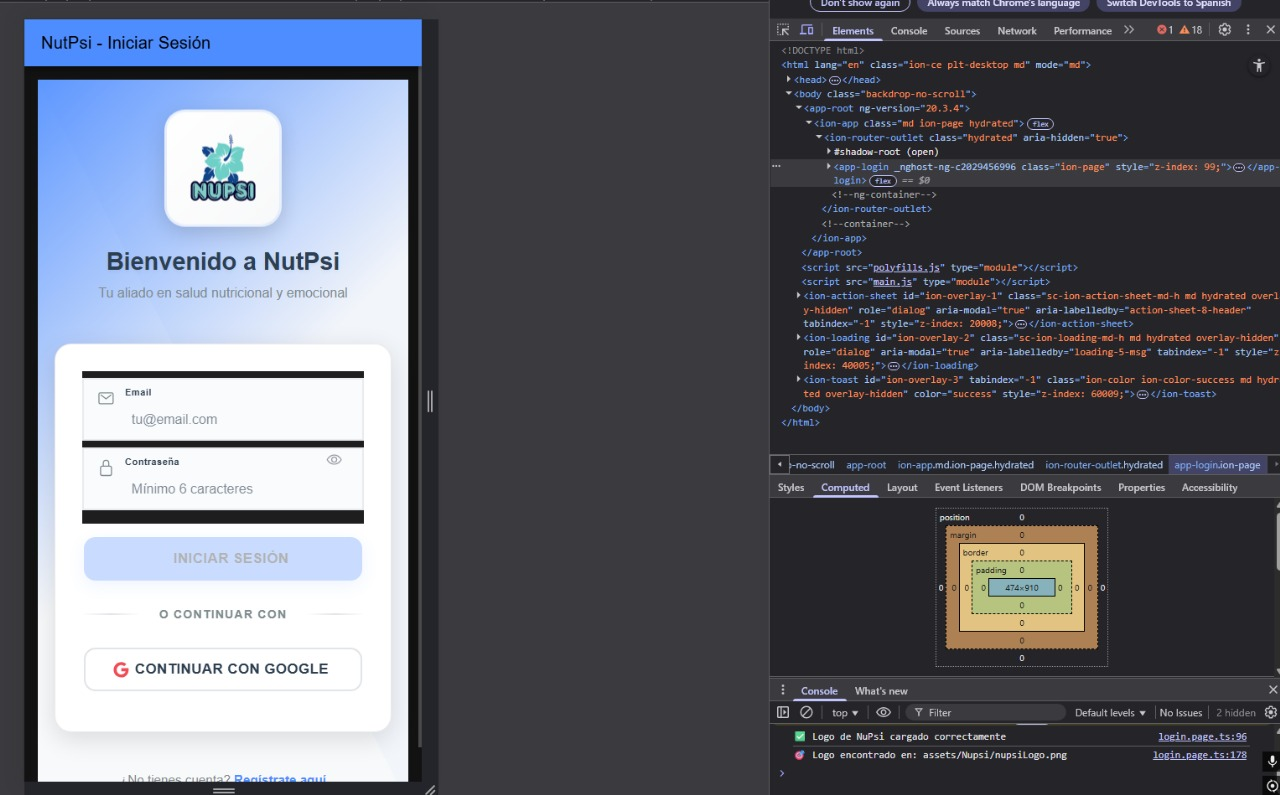 Don't show again Always match Chrome's language Switch DevTools to Spanish
NutPsi - Iniciar Sesión
NUPSI
Bienvenido a NutPsi
Tu aliado en salud nutricional y emocional
Email
tu@email.com
Contraseña
Mínimo 6 caracteres
INICIAR SESIÓN
O CONTINUAR CON
CONTINUAR CON GOOGLE
¿No tienes cuenta? Regístrate aquí
Elements Console Sources Network Performance 1 18
<!DOCTYPE html>
<html lang="en" class="ion-ce plt-desktop md" mode="md">
<head></head>
<body class="backdrop-no-scroll">
<app-root ng-version="20.3.4">
<ion-app class="md ion-page hydrated"> flex
<ion-router-outlet class="hydrated" aria-hidden="true">
#shadow-root (open)
<app-login _nghost-ng-c2029456996 class="ion-page" style="z-index: 99;"></app-
login> flex == $0
<!--ng-container-->
</ion-router-outlet>
<!--container-->
</ion-app>
</app-root>
<script src="polyfills.js" type="module"></script>
<script src="main.js" type="module"></script>
<ion-action-sheet id="ion-overlay-1" class="sc-ion-action-sheet-md-h md hydrated overl
y-hidden" role="dialog" aria-modal="true" aria-labelledby="action-sheet-8-header"
tabindex="-1" style="z-index: 20008;"></ion-action-sheet>
<ion-loading id="ion-overlay-2" class="sc-ion-loading-md-h md hydrated overlay-hidden"
role="dialog" aria-modal="true" aria-labelledby="loading-5-msg" tabindex="-1" style="z
index: 40005;"></ion-loading>
<ion-toast id="ion-overlay-3" tabindex="-1" class="ion-color ion-color-success md hydr
ted overlay-hidden" color="success" style="z-index: 60009;"></ion-toast>
</body>
</html>
-no-scroll app-root ion-app.md.ion-page.hydrated ion-router-outlet.hydrated app-login.ion-page
Styles Computed Layout Event Listeners DOM Breakpoints Properties Accessibility
position 0
margin 0
border 0
padding 0
0 0 0 0 474×910 0 0 0 0
0
0
0
0
Console What's new
top Filter Default levels No Issues 2 hidden
Logo de NuPsi cargado correctamente login.page.ts:96
Logo encontrado en: assets/Nupsi/nupsiLogo.png login.page.ts:178